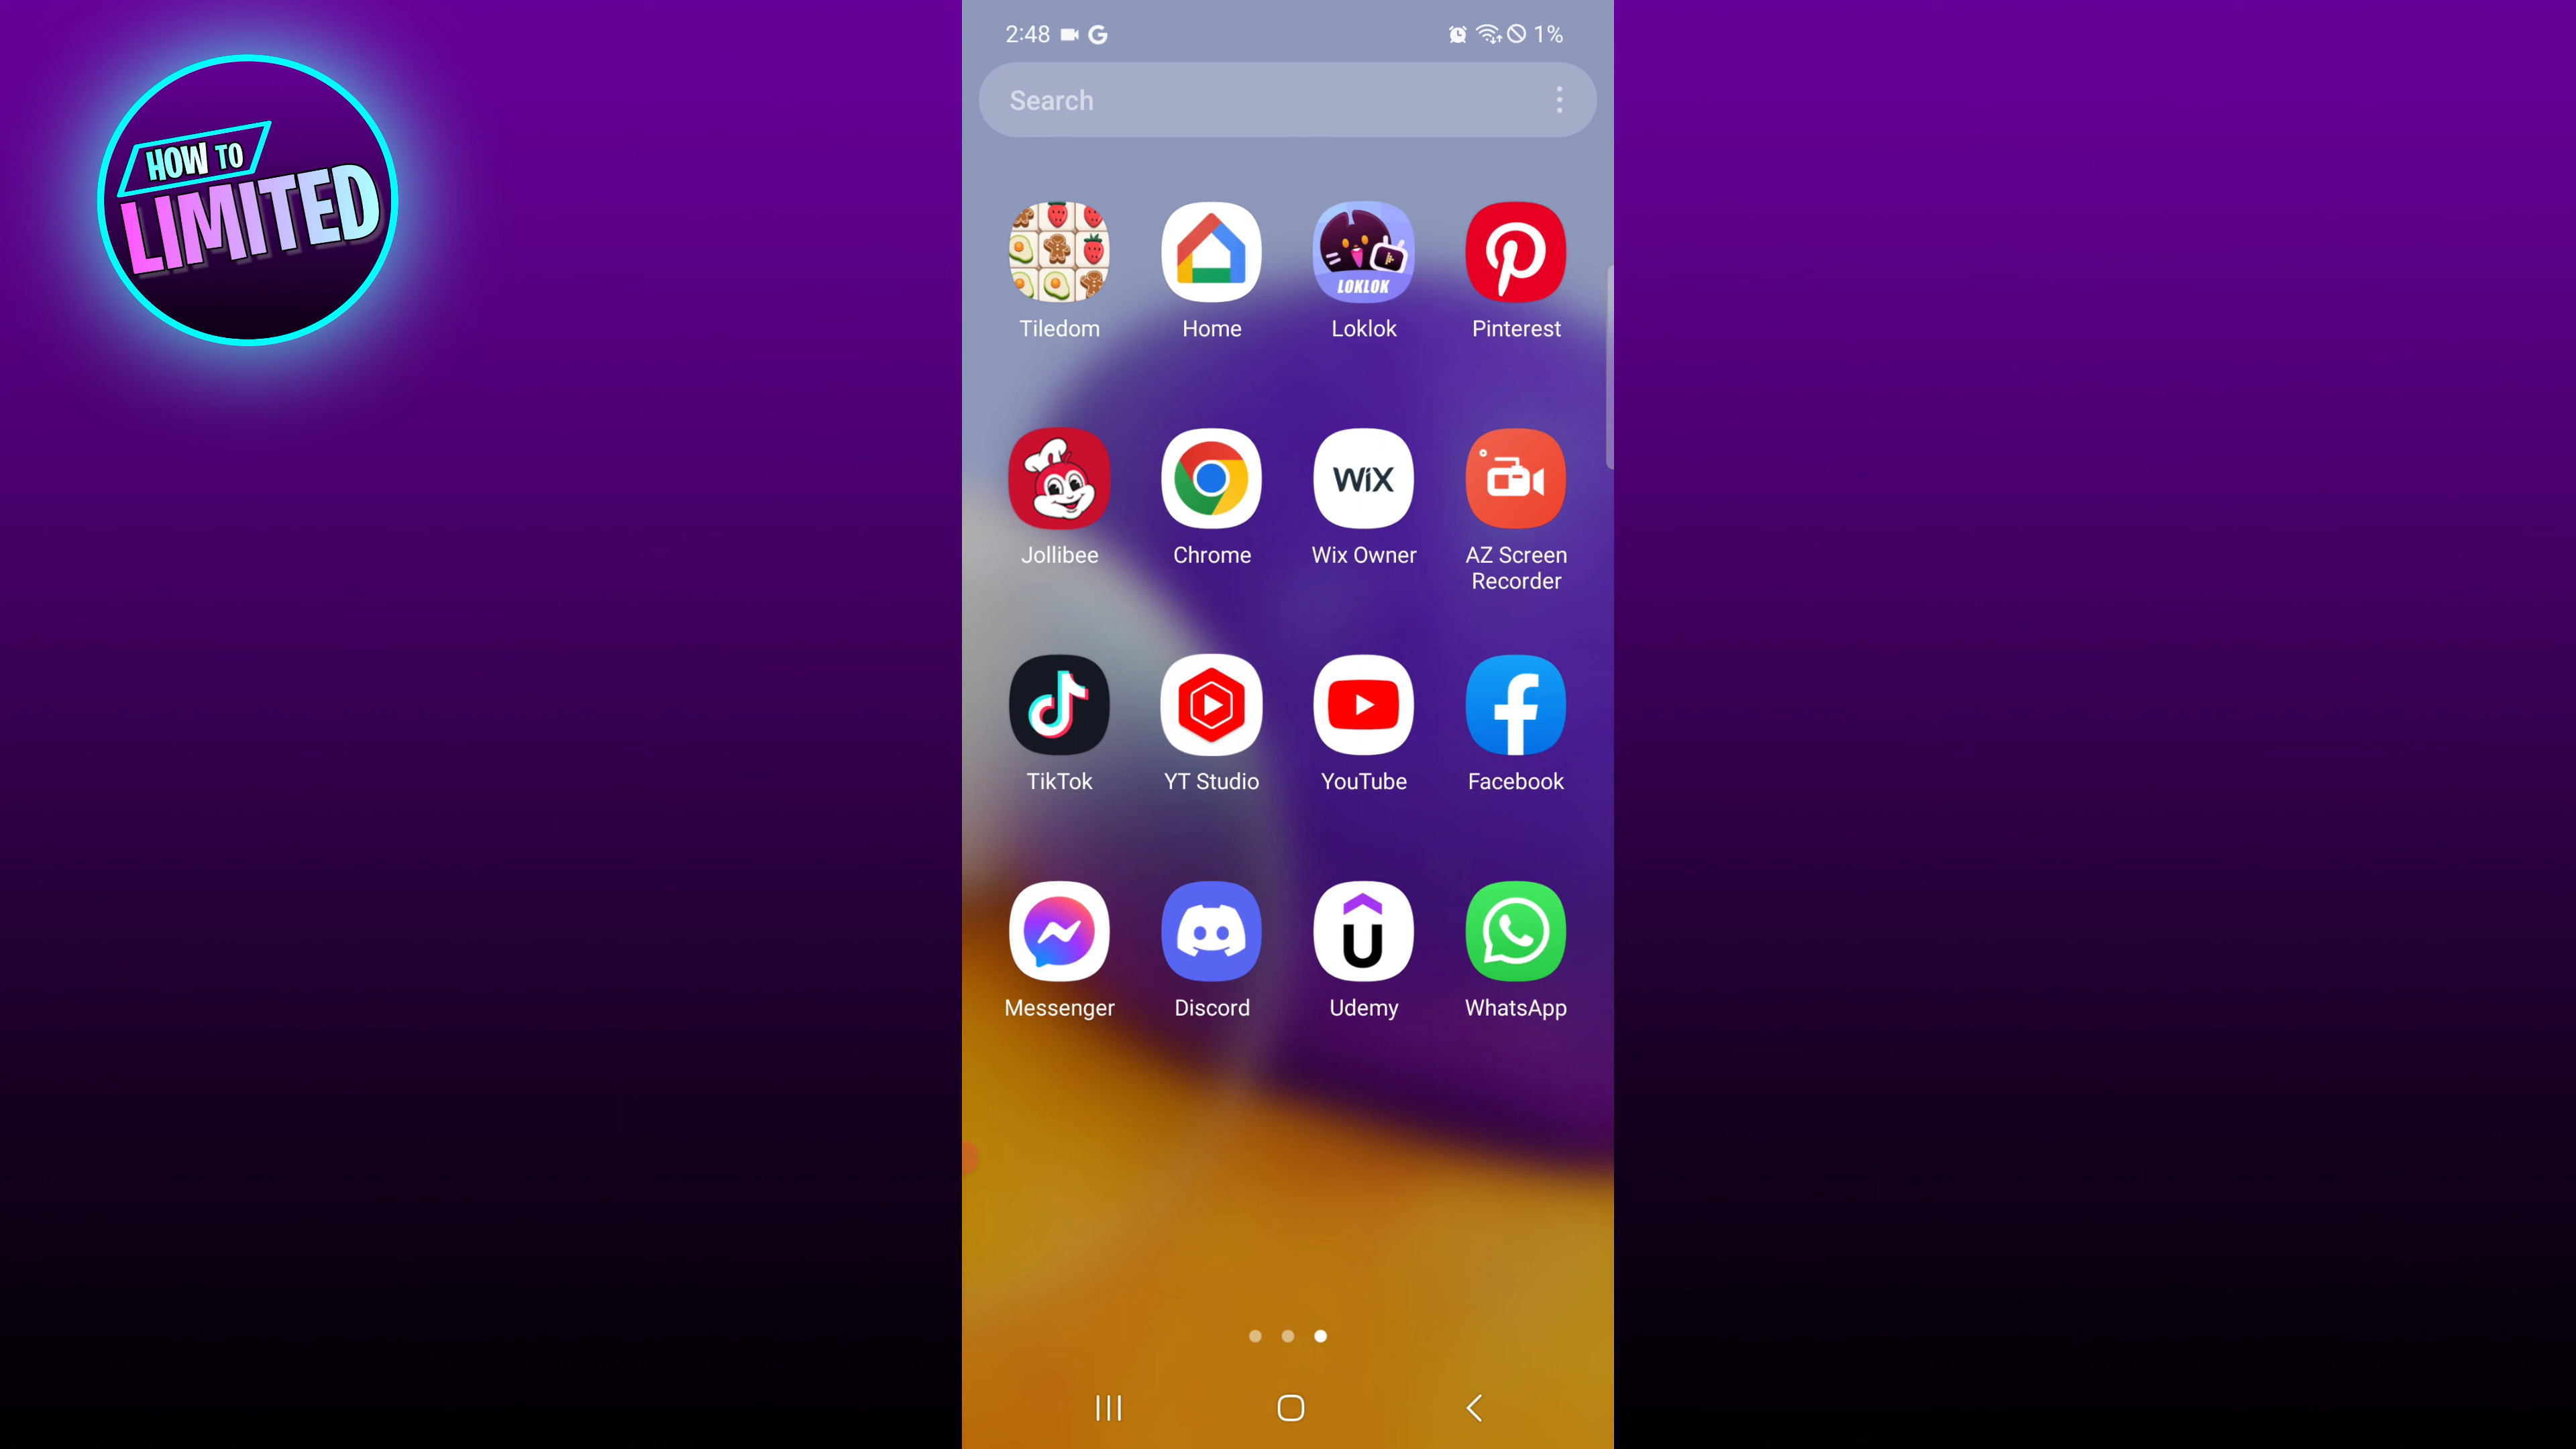 HOW TO
LIMITED
2:48
1%
Search
LOKLOK
Tiledom
Home
Loklok
Pinterest
WiX
Jollibee
Chrome
Wix Owner
AZ Screen
Recorder
TikTok
YT Studio
YouTube
Facebook
Messenger
Discord
Udemy
WhatsApp